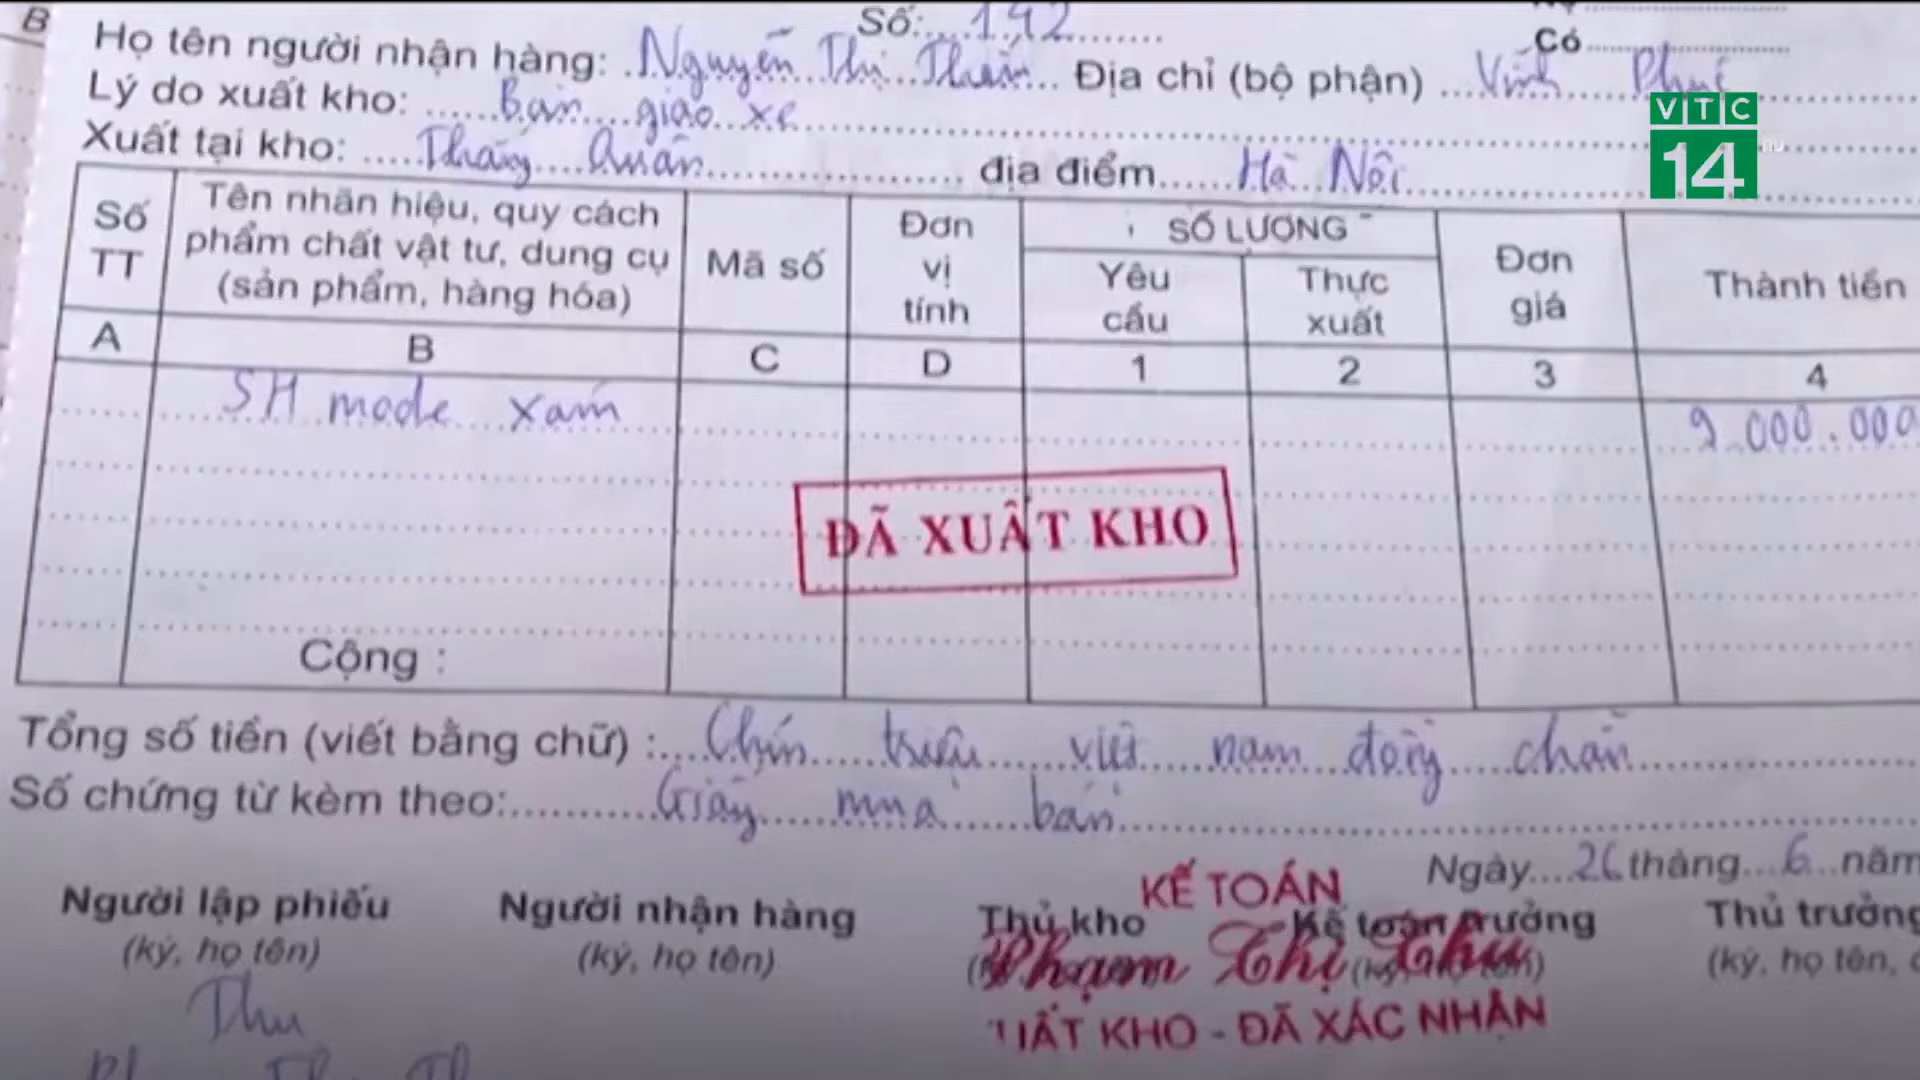 B
Số: 142
Họ tên người nhận hàng: Nguyễn Thị Thân Địa chỉ (bộ phận) Vĩnh Phúc
Có
Lý do xuất kho: Bàn giao xe
Xuất tại kho: Thắng Quân địa điểm Hà Nội
VTC
14
Số TT
Tên nhãn hiệu, quy cách
phẩm chất vật tư, dung cụ
(sản phẩm, hàng hóa)
Mã số
Đơn vị tính
SỐ LƯỢNG
Yêu cầu
Thực xuất
Đơn giá
Thành tiền
A B C D 1 2 3 4
SH mode xám 9.000.000
ĐÃ XUẤT KHO
Cộng :
Tổng số tiền (viết bằng chữ) : Chín triệu việt nam đồng chẵn
Số chứng từ kèm theo: Giấy mua bán
Ngày 26 tháng 6 năm
KẾ TOÁN
Người lập phiếu Người nhận hàng Thủ kho Kế toán trưởng Thủ trưởng
(ký, họ tên) (ký, họ tên) (ký, họ tên) (ký, họ tên,
Phạm Thị Thu
Thu
UẤT KHO - ĐÃ XÁC NHẬN